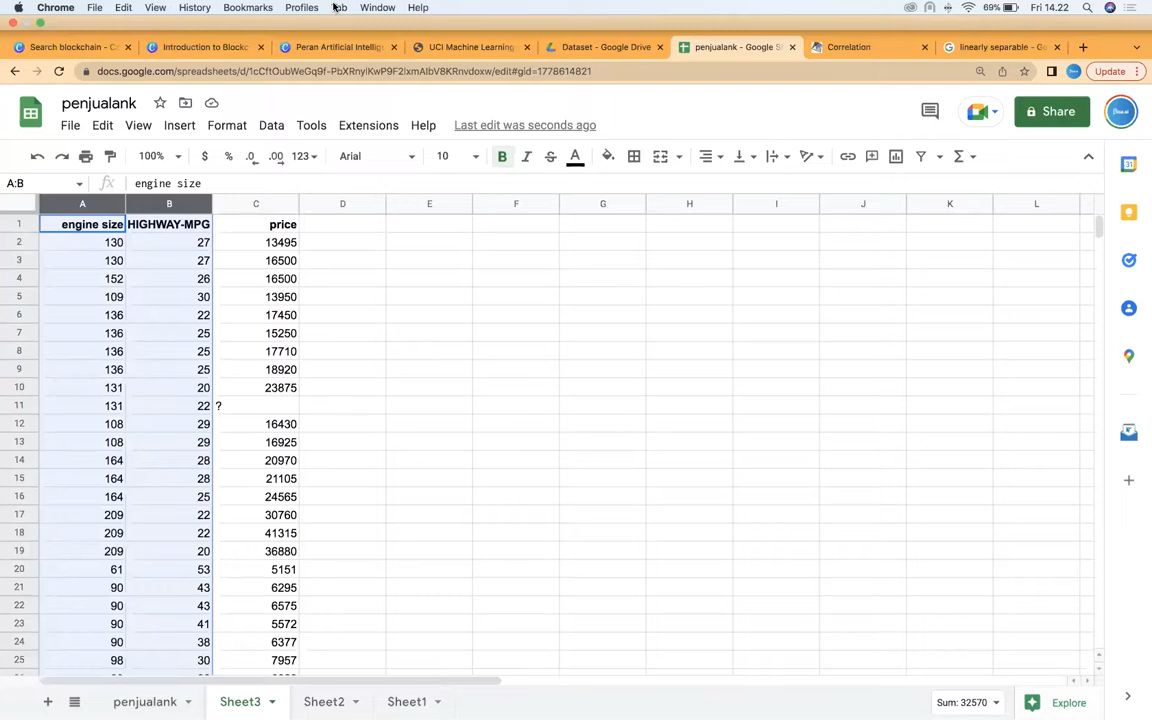 Chrome File Edit View History Bookmarks Profiles Tab Window Help 69% Fri 14.22
Search blockchain - Ca Introduction to Blockc Peran Artificial Intellige UCI Machine Learning Dataset - Google Drive penjualank - Google S Correlation linearly separable - Go
docs.google.com/spreadsheets/d/1cCftOubWeGq9f-PbXRnyiKwP9F2lxmAIbV8KRnvdoxw/edit#gid=1778614821 Update
penjualank
File Edit View Insert Format Data Tools Extensions Help Last edit was seconds ago Share
100% $ % .0 .00 123 Arial 10 B I S A
A:B fx engine size
A B C D E F G H I J K L
1 engine size HIGHWAY-MPG price
2 130 27 13495
3 130 27 16500
4 152 26 16500
5 109 30 13950
6 136 22 17450
7 136 25 15250
8 136 25 17710
9 136 25 18920
10 131 20 23875
11 131 22 ?
12 108 29 16430
13 108 29 16925
14 164 28 20970
15 164 28 21105
16 164 25 24565
17 209 22 30760
18 209 22 41315
19 209 20 36880
20 61 53 5151
21 90 43 6295
22 90 43 6575
23 90 41 5572
24 90 38 6377
25 98 30 7957
penjualank Sheet3 Sheet2 Sheet1 Sum: 32570 Explore